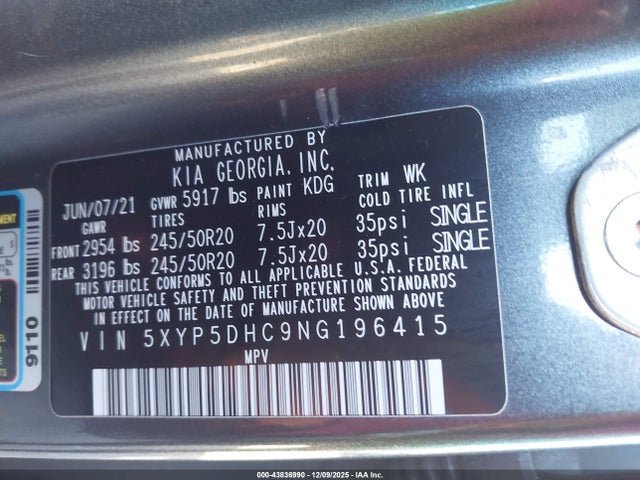 MANUFACTURED BY
KIA GEORGIA, INC.
JUN/07/21 GVWR 5917 lbs PAINT KDG TRIM WK
GAWR TIRES RIMS COLD TIRE INFL
FRONT 2954 lbs 245/50R20 7.5Jx20 35psi SINGLE
REAR 3196 lbs 245/50R20 7.5Jx20 35psi SINGLE
THIS VEHICLE CONFORMS TO ALL APPLICABLE U.S.A. FEDERAL
MOTOR VEHICLE SAFETY AND THEFT PREVENTION STANDARDS
IN EFFECT ON THE DATE OF MANUFACTURE SHOWN ABOVE
VIN 5XYP5DHC9NG196415
MPV
9110
000-43836990 - 12/09/2025 - IAA Inc.